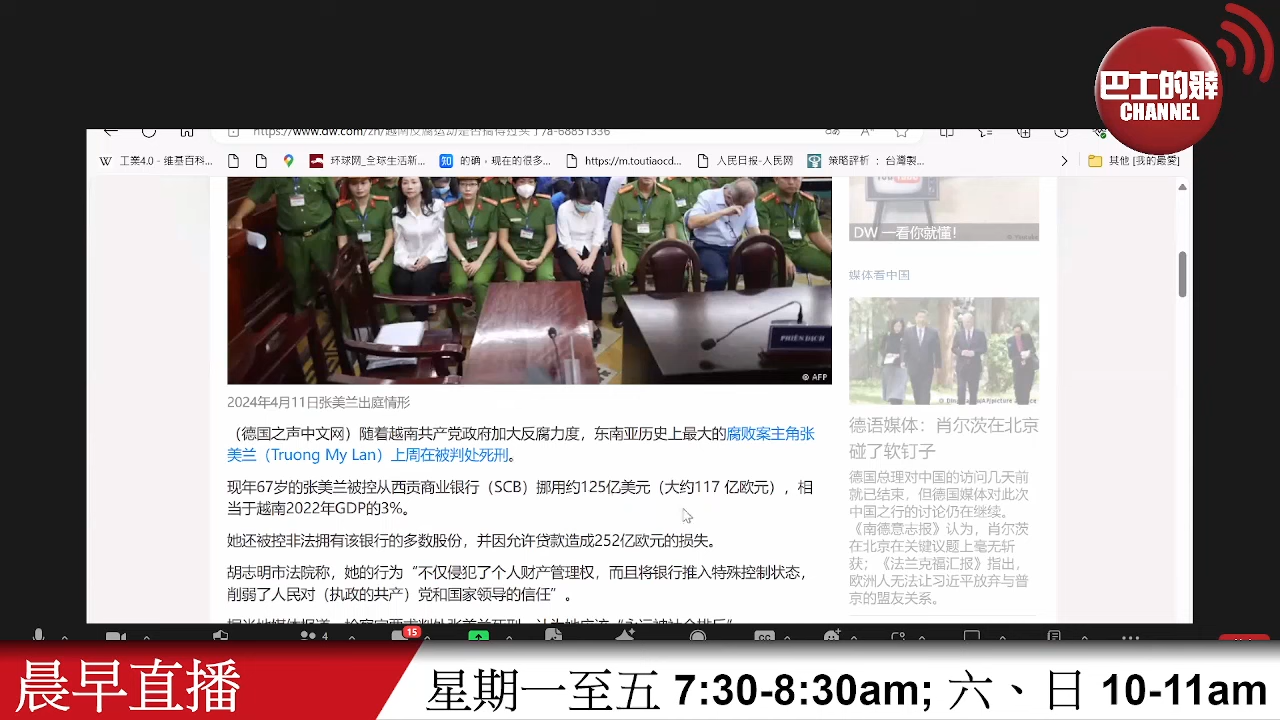 巴士的報
CHANNEL
https://www.dw.com/zh/越南反腐运动是否搞得过头了/a-68851336
W 工業4.0 - 维基百科... 环球网_全球生活新... 知 的确，现在的很多... https://m.toutiaocd... 人民日报-人民网 策略評析 ： 台灣製... 其他 [我的最愛]
PHIÊN DỊCH
© AFP
2024年4月11日张美兰出庭情形
（德国之声中文网）随着越南共产党政府加大反腐力度，东南亚历史上最大的腐败案主角张
美兰（Truong My Lan）上周在被判处死刑。
现年67岁的张美兰被控从西贡商业银行（SCB）挪用约125亿美元（大约117 亿欧元），相
当于越南2022年GDP的3%。
她还被控非法拥有该银行的多数股份，并因允许贷款造成252亿欧元的损失。
胡志明市法院称，她的行为“不仅侵犯了个人财产管理权，而且将银行推入特殊控制状态，
削弱了人民对（执政的共产）党和国家领导的信任”。
YouTube
DW 一看你就懂！
媒体看中国
德语媒体：肖尔茨在北京
碰了软钉子
德国总理对中国的访问几天前
就已结束，但德国媒体对此次
中国之行的讨论仍在继续。
《南德意志报》认为，肖尔茨
在北京在关键议题上毫无斩
获；《法兰克福汇报》指出，
欧洲人无法让习近平放弃与普
京的盟友关系。
4
15
晨早直播
星期一至五 7:30-8:30am; 六、日 10-11am